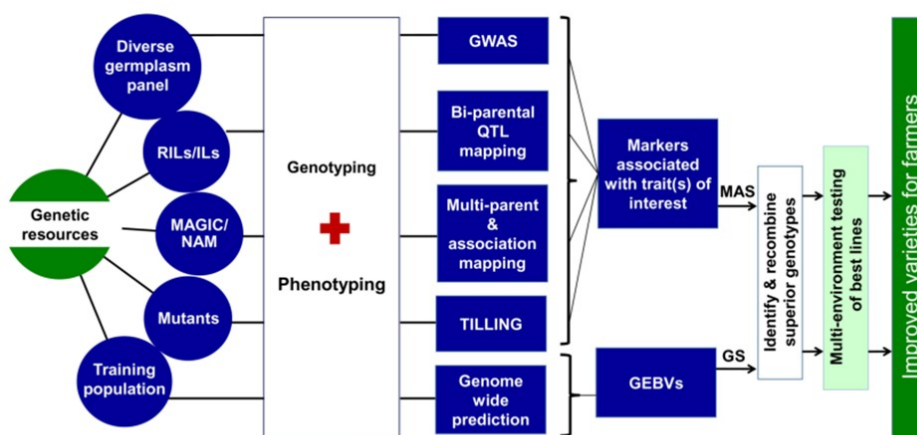 Diverse
germplasm
panel
RILs/ILs
Genetic
resources
MAGIC/
NAM
Mutants
Training
population
Genotyping
Phenotyping
GWAS
Bi-parental
QTL
mapping
Multi-parent
&
association
mapping
TILLING
Genome
wide
prediction
Markers
associated
with trait(s) of
interest
GEBVs
MAS
GS
Identify & recombine
superior genotypes
Multi-environment testing
of best lines
Improved varieties for farmers